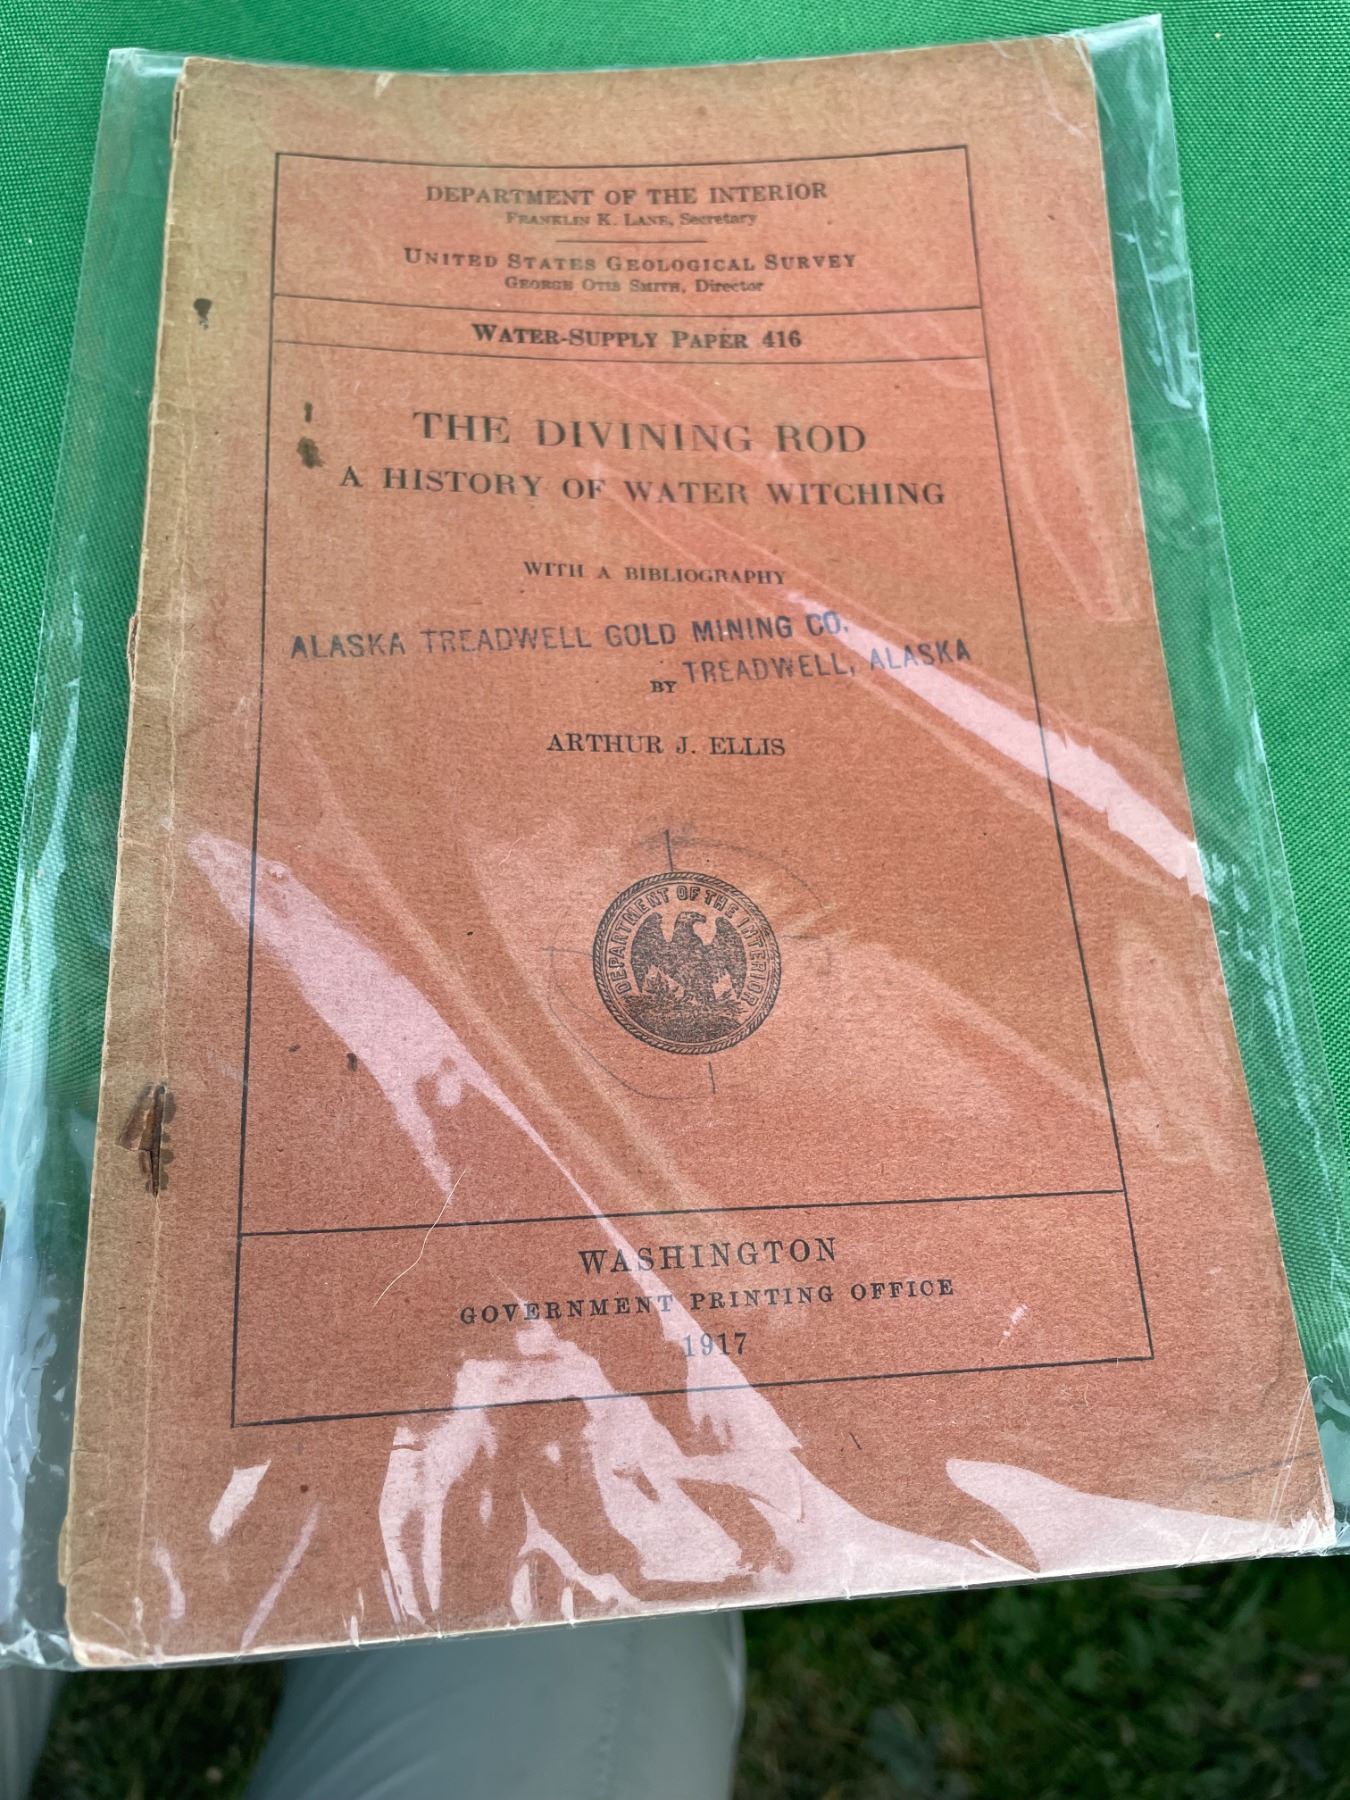 DEPARTMENT OF THE INTERIOR
FRANKLIN K. LANE, Secretary
UNITED STATES GEOLOGICAL SURVEY
GEORGE OTIS SMITH, Director
WATER-SUPPLY PAPER 416
THE DIVINING ROD
A HISTORY OF WATER WITCHING
WITH A BIBLIOGRAPHY
ALASKA TREADWELL GOLD MINING CO.
TREADWELL, ALASKA
BY
ARTHUR J. ELLIS
DEPARTMENT OF THE INTERIOR
WASHINGTON
GOVERNMENT PRINTING OFFICE
1917